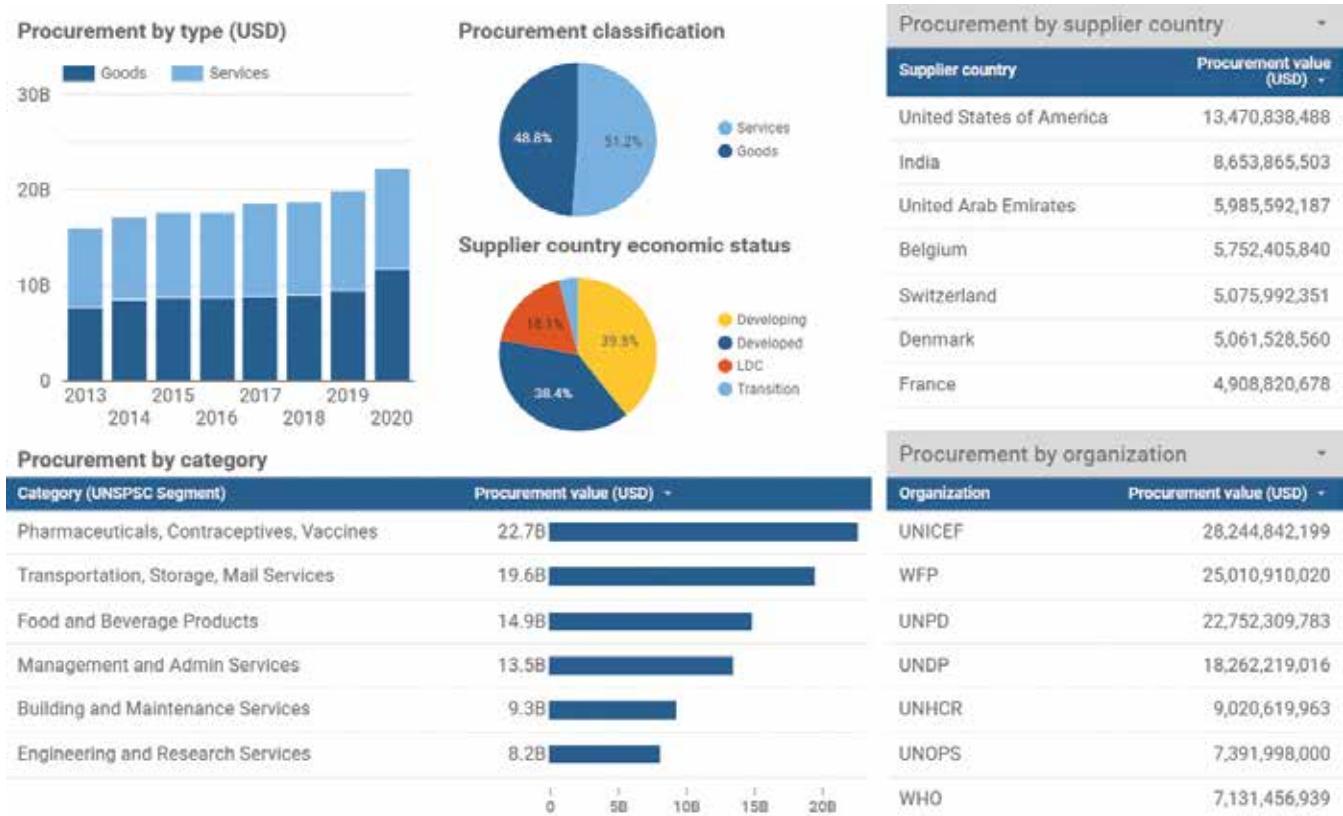 Procurement by type (USD)
Goods Services
30B
20B
10B
0
2013 2015 2017 2019
2014 2016 2018 2020
Procurement classification
48.8% 51.2%
Services
Goods
Supplier country economic status
18.1% 39.5%
38.4%
Developing
Developed
LDC
Transition
Procurement by supplier country
Supplier country Procurement value
(USD)
United States of America 13,470,838,488
India 8,653,865,503
United Arab Emirates 5,985,592,187
Belgium 5,752,405,840
Switzerland 5,075,992,351
Denmark 5,061,528,560
France 4,908,820,678
Procurement by category
Category (UNSPSC Segment) Procurement value (USD)
Pharmaceuticals, Contraceptives, Vaccines 22.7B
Transportation, Storage, Mail Services 19.6B
Food and Beverage Products 14.9B
Management and Admin Services 13.5B
Building and Maintenance Services 9.3B
Engineering and Research Services 8.2B
0 5B 10B 15B 20B
Procurement by organization
Organization Procurement value (USD)
UNICEF 28,244,842,199
WFP 25,010,910,020
UNPD 22,752,309,783
UNDP 18,262,219,016
UNHCR 9,020,619,963
UNOPS 7,391,998,000
WHO 7,131,456,939